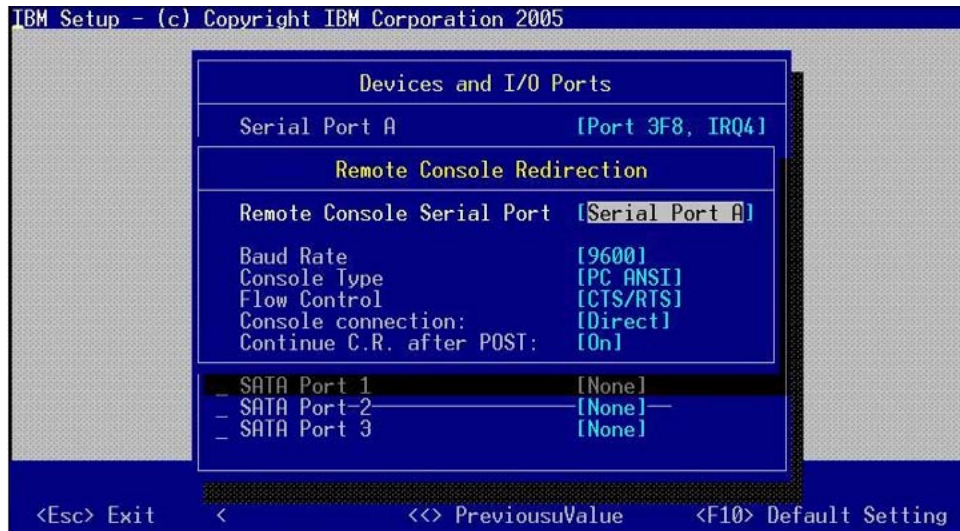 IBM Setup - (c) Copyright IBM Corporation 2005
Devices and I/O Ports
Serial Port A [Port 3F8, IRQ4]
Remote Console Redirection
Remote Console Serial Port [Serial Port A]
Baud Rate [9600]
Console Type [PC ANSI]
Flow Control [CTS/RTS]
Console connection: [Direct]
Continue C.R. after POST: [On]
_ SATA Port 1 [None]
_ SATA Port 2 [None]
_ SATA Port 3 [None]
<Esc> Exit < <<> PreviousuValue <F10> Default Setting